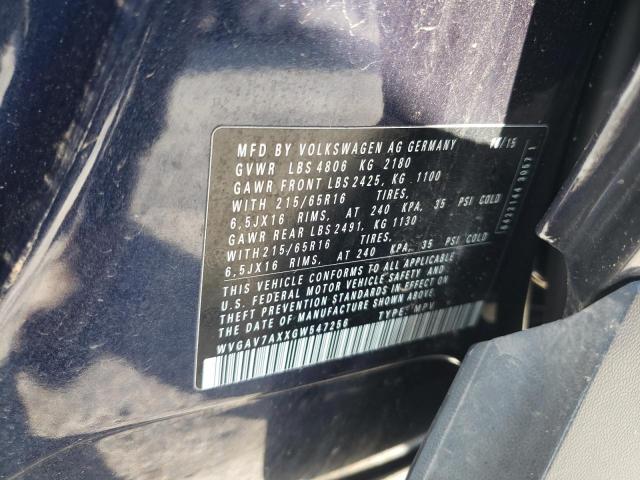 MFD BY VOLKSWAGEN AG GERMANY /15
GVWR LBS 4806 KG 2180
GAWR FRONT LBS 2425, KG 1100
WITH 215/65R16 TIRES,
6,5JX16 RIMS, AT 240 KPA, 35 PSI COLD
GAWR REAR LBS 2491, KG 1130
WITH215/65R16 TIRES,
6,5JX16 RIMS, AT 240 KPA, 35 PSI COLD
THIS VEHICLE CONFORMS TO ALL APPLICABLE
U.S. FEDERAL MOTOR VEHICLE SAFETY AND
THEFT PREVENTION STANDARDS IN EFFECT ON
THE DATE OF MANUFACTURE SHOWN ABOVE.
WVGAV7AXXGW547256 TYPE: MPV